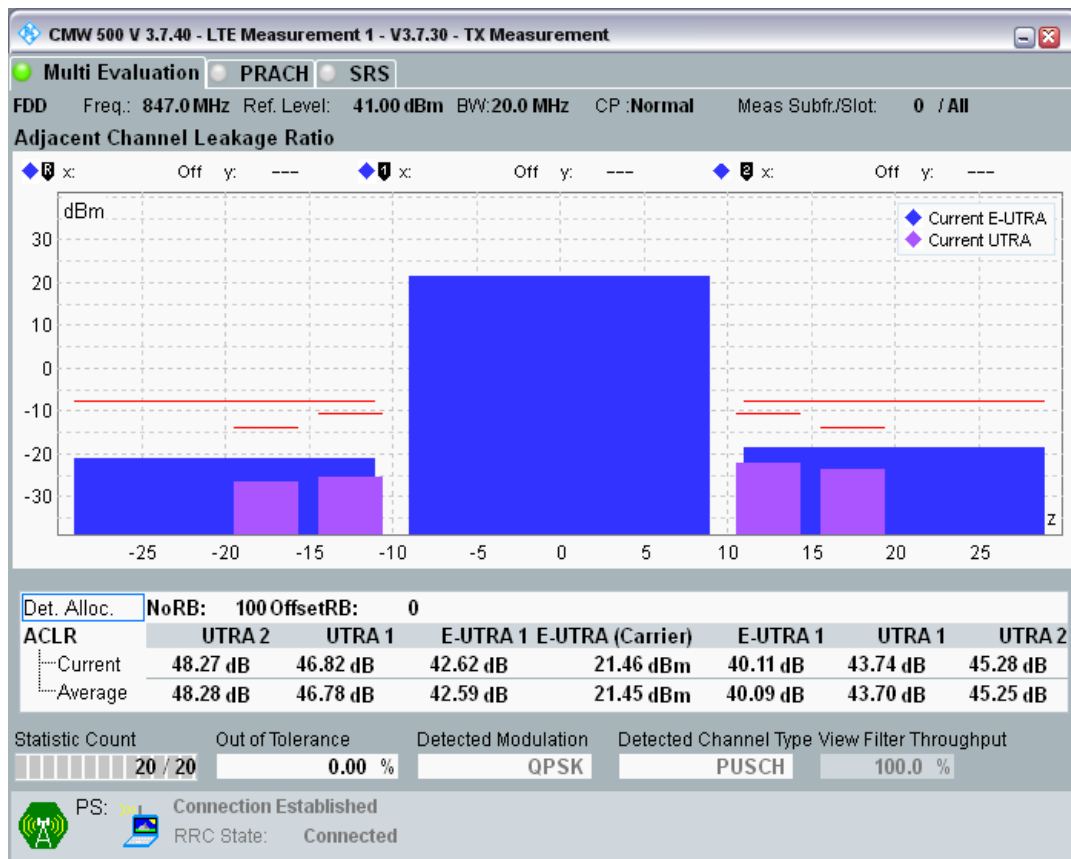 CMW 500 V 3.7.40 - LTE Measurement 1 - V3.7.30 - TX Measurement
Multi Evaluation PRACH SRS
FDD Freq.: 847.0 MHz Ref. Level: 41.00 dBm BW:20.0 MHz CP :Normal Meas Subfr./Slot: 0 / All
Adjacent Channel Leakage Ratio
R x: Off y: --- 1 x: Off y: --- 2 x: Off y: ---
dBm
Current E-UTRA
Current UTRA
30
20
10
0
-10
-20
-30
z
-25 -20 -15 -10 -5 0 5 10 15 20 25
Det. Alloc. NoRB: 100 OffsetRB: 0
ACLR UTRA 2 UTRA 1 E-UTRA 1 E-UTRA (Carrier) E-UTRA 1 UTRA 1 UTRA 2
Current 48.27 dB 46.82 dB 42.62 dB 21.46 dBm 40.11 dB 43.74 dB 45.28 dB
Average 48.28 dB 46.78 dB 42.59 dB 21.45 dBm 40.09 dB 43.70 dB 45.25 dB
Statistic Count Out of Tolerance Detected Modulation Detected Channel Type View Filter Throughput
20 / 20 0.00 % QPSK PUSCH 100.0 %
PS: Connection Established
RRC State: Connected